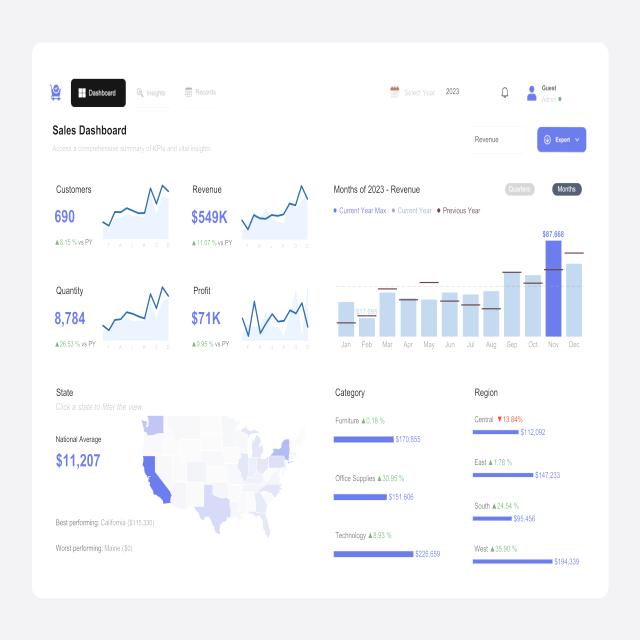 Dashboard
Insights
Records
Select Year
2023
Guest
Admin
Sales Dashboard
Access a comprehensive summary of KPIs and vital insights.
Revenue
Export
Customers
690
▲8.15 % vs PY
F A J A O D
Revenue
$549K
▲11.07 % vs PY
F A J A O D
Quantity
8,784
▲26.53 % vs PY
F A J A O D
Profit
$71K
▲9.95 % vs PY
F A J A O D
Months of 2023 - Revenue
Quarters
Months
Current Year Max
Current Year
Previous Year
$87,668
Jan Feb Mar Apr May Jun Jul Aug Sep Oct Nov Dec
State
Click a state to filter the view.
National Average
$11,207
Best performing: California ($115,330)
Worst performing: Maine ($0)
Category
Furniture ▲0.16 %
$170,855
Office Supplies ▲30.95 %
$151,606
Technology ▲8.93 %
$226,659
Region
Central ▼13.84%
$112,092
East ▲1.78 %
$147,233
South ▲24.54 %
$95,456
West ▲35.90 %
$194,339